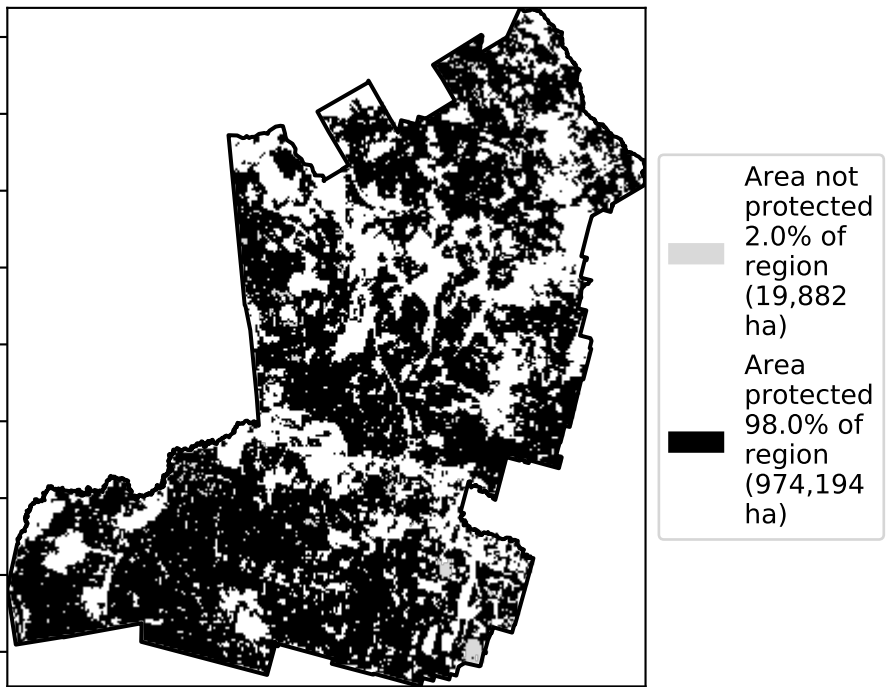 Area not
protected
2.0% of
region
(19,882
ha)
Area
protected
98.0% of
region
(974,194
ha)